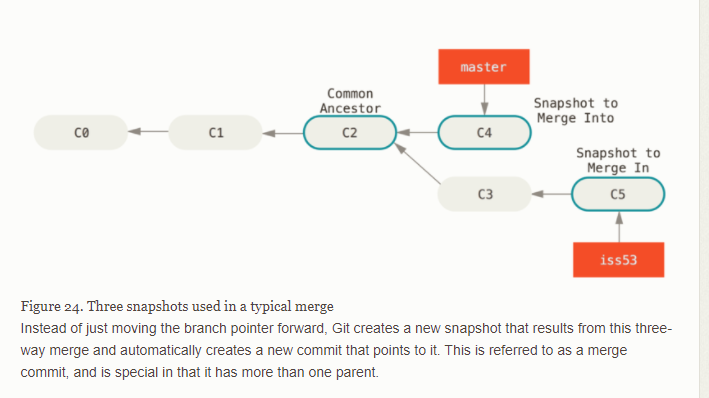 master
Common
Ancestor
Snapshot to
Merge Into
C0
C1
C2
C4
Snapshot to
Merge In
C3
C5
iss53
Figure 24. Three snapshots used in a typical merge
Instead of just moving the branch pointer forward, Git creates a new snapshot that results from this three-
way merge and automatically creates a new commit that points to it. This is referred to as a merge
commit, and is special in that it has more than one parent.